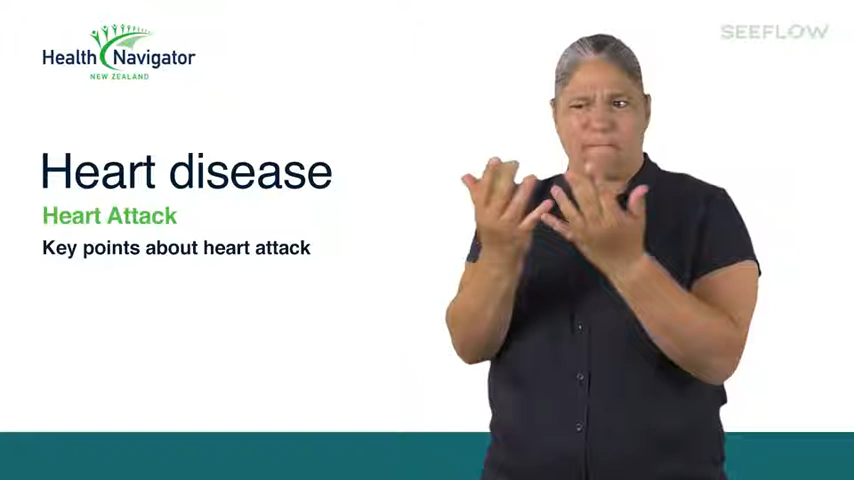 Health Navigator
NEW ZEALAND
SEEFLOW
Heart disease
Heart Attack
Key points about heart attack